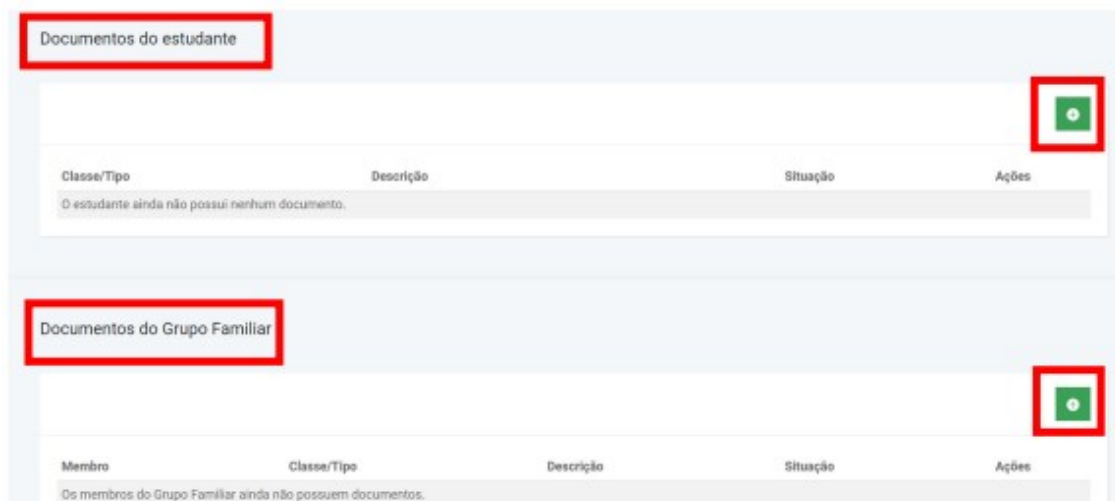 Documentos do estudante
Classe/Tipo Descrição Situação Ações
O estudante ainda não possui nenhum documento.
Documentos do Grupo Familiar
Membro Classe/Tipo Descrição Situação Ações
Os membros do Grupo Familiar ainda não possuem documentos.